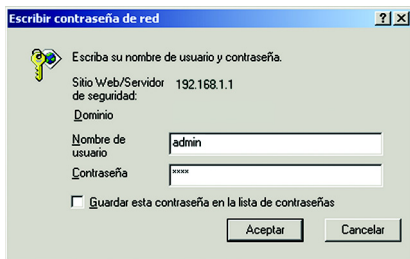 Escribir contraseña de red
Escriba su nombre de usuario y contraseña.
Sitio Web/Servidor de seguridad: 192.168.1.1
Dominio
Nombre de usuario admin
Contraseña xxxx
Guardar esta contraseña en la lista de contraseñas
Aceptar Cancelar